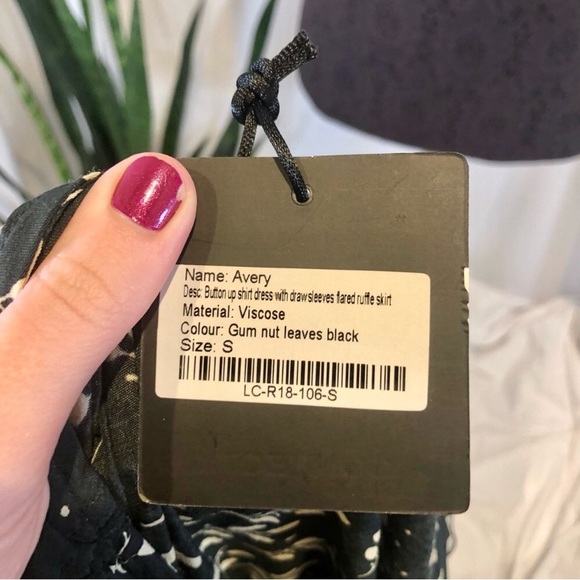 Name: Avery
Desc: Button up shirt dress with drawsleeves flared ruffle skirt
Material: Viscose
Colour: Gum nut leaves black
Size: S
LC-R18-106-S